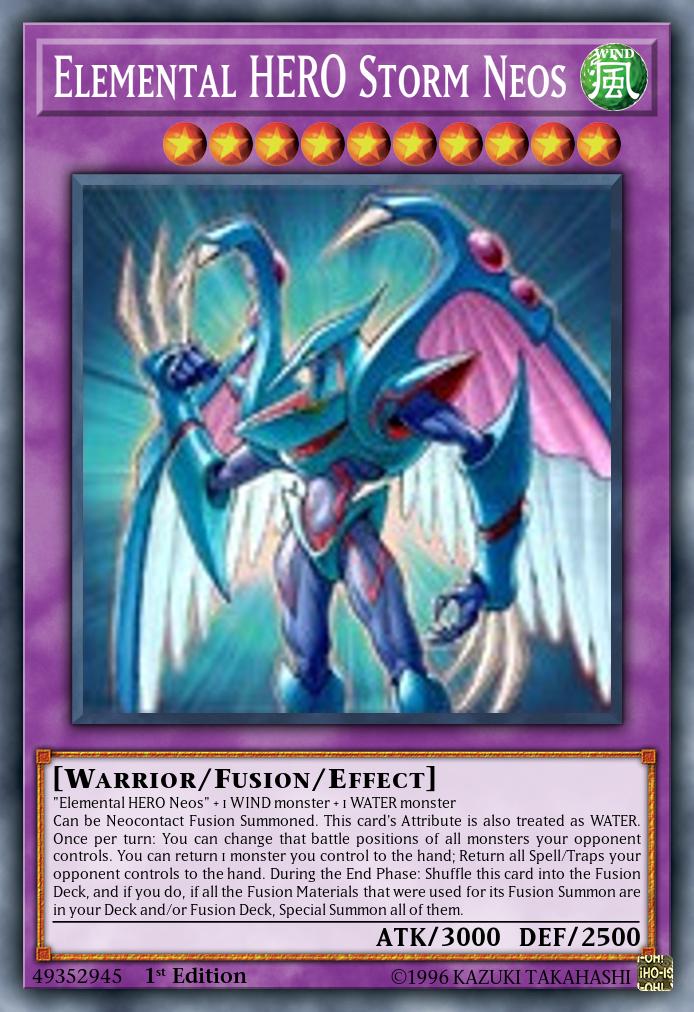 Elemental HERO Storm Neos
WIND
風
[Warrior/Fusion/Effect]
"Elemental HERO Neos" + 1 WIND monster + 1 WATER monster
Can be Neocontact Fusion Summoned. This card's Attribute is also treated as WATER.
Once per turn: You can change that battle positions of all monsters your opponent
controls. You can return 1 monster you control to the hand; Return all Spell/Traps your
opponent controls to the hand. During the End Phase: Shuffle this card into the Fusion
Deck, and if you do, if all the Fusion Materials that were used for its Fusion Summon are
in your Deck and/or Fusion Deck, Special Summon all of them.
ATK/3000 DEF/2500
49352945 1st Edition ©1996 KAZUKI TAKAHASHI